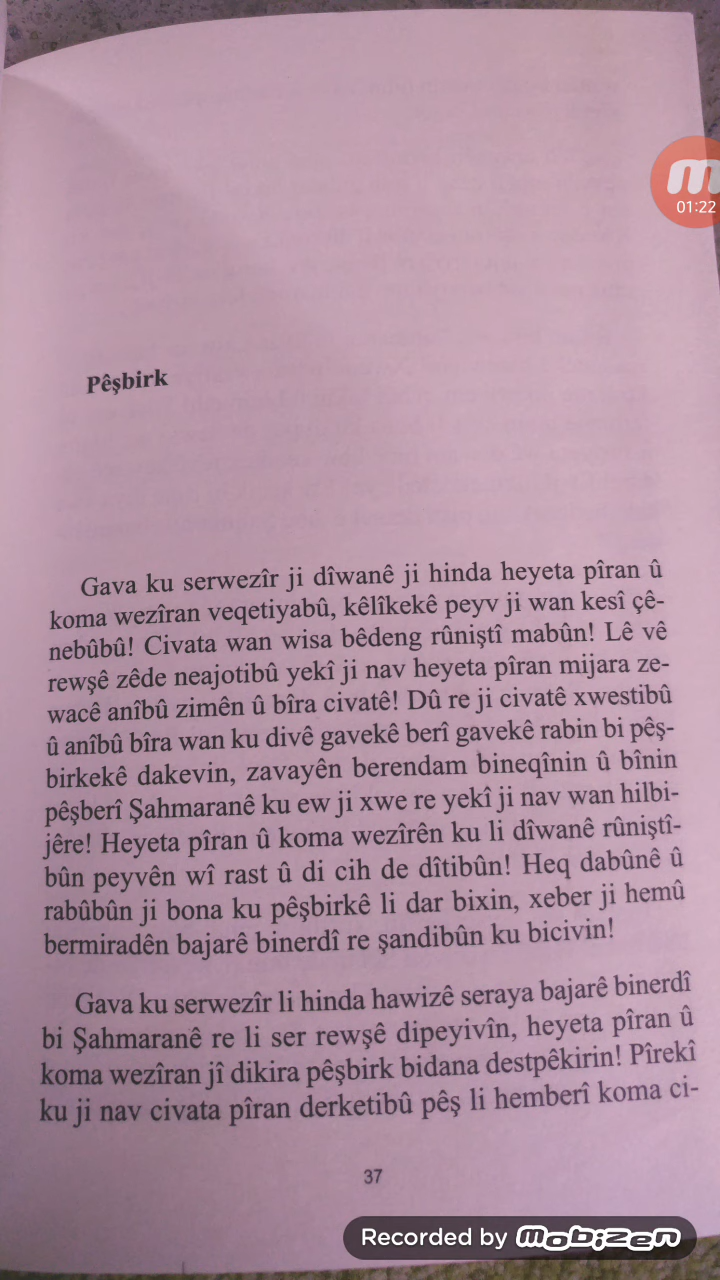 01:22
Pêşbirk
Gava ku serwezîr ji dîwanê ji hinda heyeta pîran û
koma wezîran veqetiyabû, kêlîkekê peyv ji wan kesî çê-
nebûbû! Civata wan wisa bêdeng rûniştî mabûn! Lê vê
rewşê zêde neajotibû yekî ji nav heyeta pîran mijara ze-
wacê anîbû zimên û bîra civatê! Dû re ji civatê xwestibû
û anîbû bîra wan ku divê gavekê berî gavekê rabin bi pêş-
birkekê dakevin, zavayên berendam bineqînin û bînin
pêşberî Şahmaranê ku ew ji xwe re yekî ji nav wan hilbi-
jêre! Heyeta pîran û koma wezîrên ku li dîwanê rûniştî-
bûn peyvên wî rast û di cih de dîtibûn! Heq dabûnê û
rabûbûn ji bona ku pêşbirkê li dar bixin, xeber ji hemû
bermiradên bajarê binerdî re şandibûn ku bicivin!
Gava ku serwezîr li hinda hawizê seraya bajarê binerdî
bi Şahmaranê re li ser rewşê dipeyivîn, heyeta pîran û
koma wezîran jî dikira pêşbirk bidana destpêkirin! Pîrekî
ku ji nav civata pîran derketibû pêş li hemberî koma ci-
37
Recorded by mobizen